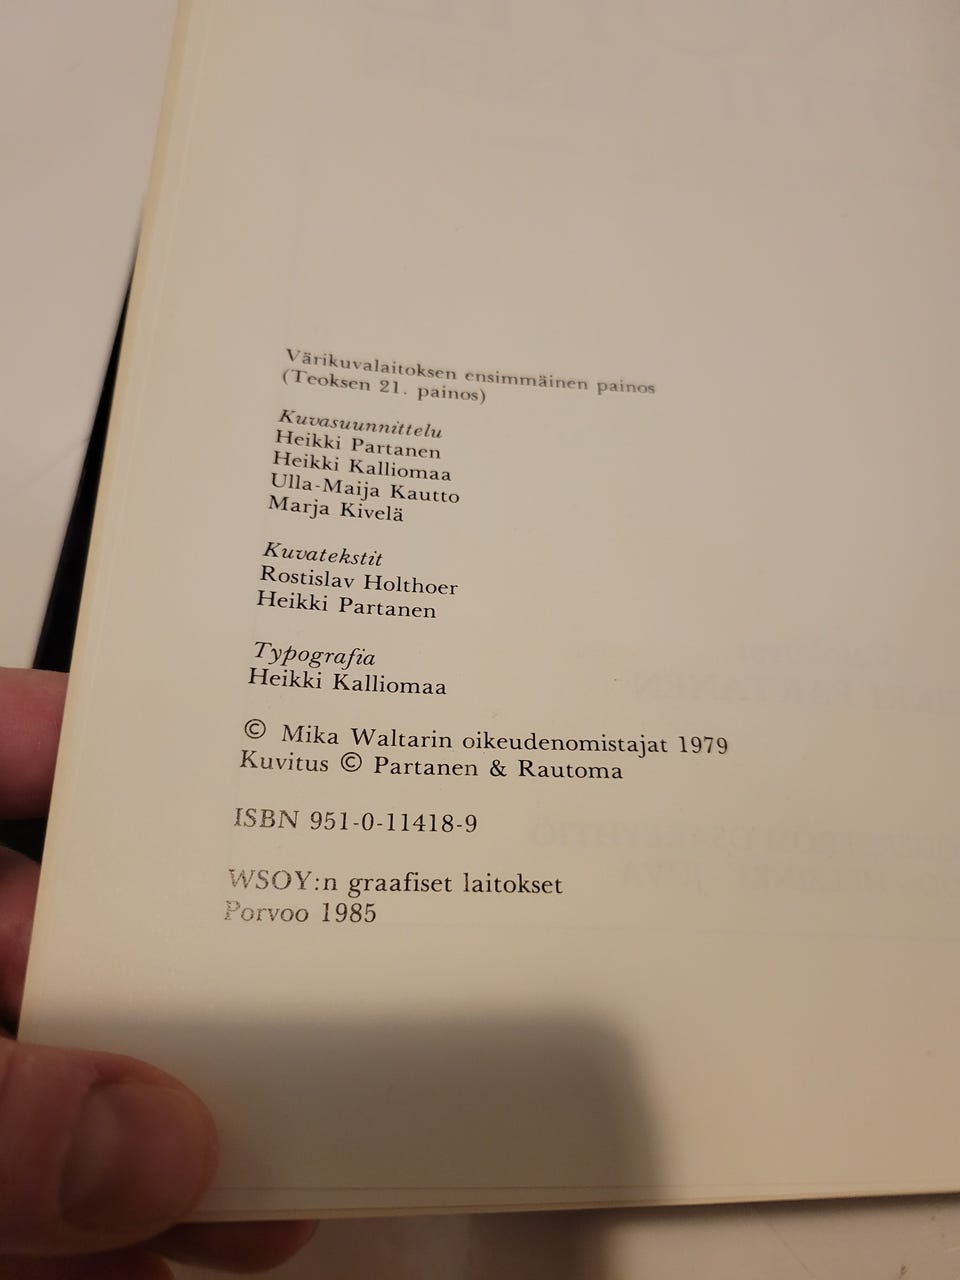 Värikuvalaitoksen ensimmäinen painos
(Teoksen 21. painos)
Kuvasuunnittelu
Heikki Partanen
Heikki Kalliomaa
Ulla-Maija Kautto
Marja Kivelä
Kuvatekstit
Rostislav Holthoer
Heikki Partanen
Typografia
Heikki Kalliomaa
© Mika Waltarin oikeudenomistajat 1979
Kuvitus © Partanen & Rautoma
ISBN 951-0-11418-9
WSOY:n graafiset laitokset
Porvoo 1985